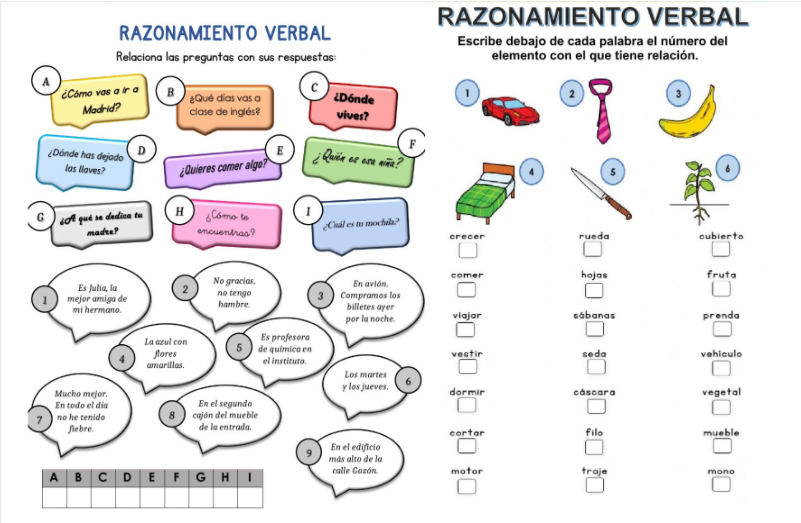 RAZONAMIENTO VERBAL
Relaciona las preguntas con sus respuestas:
A
¿Cómo vas a ir a
Madrid?
B
¿Qué días vas a
clase de inglés?
C
¿Dónde
vives?
¿Dónde has dejado
las llaves?
D
¿Quieres comer algo?
E
¿Quién es esa niña?
F
G
¿A qué se dedica tu
madre?
H
¿Cómo te
encuentras?
I
¿Cuál es tu mochila?
1
Es Julia, la
mejor amiga de
mi hermano.
2
No gracias,
no tengo
hambre.
3
En avión.
Compramos los
billetes ayer
por la noche.
4
La azul con
flores
amarillas.
5
Es profesora
de química en
el instituto.
Los martes
y los jueves.
6
7
Mucho mejor.
En todo el día
no he tenido
fiebre.
8
En el segundo
cajón del mueble
de la entrada.
9
En el edificio
más alto de la
calle Gozón.
A B C D E F G H I
RAZONAMIENTO VERBAL
Escribe debajo de cada palabra el número del
elemento con el que tiene relación.
1 2 3
4 5 6
crecer rueda cubierto
comer hojas fruta
viajar sábanas prenda
vestir seda vehículo
dormir cáscara vegetal
cortar filo mueble
motor traje mono